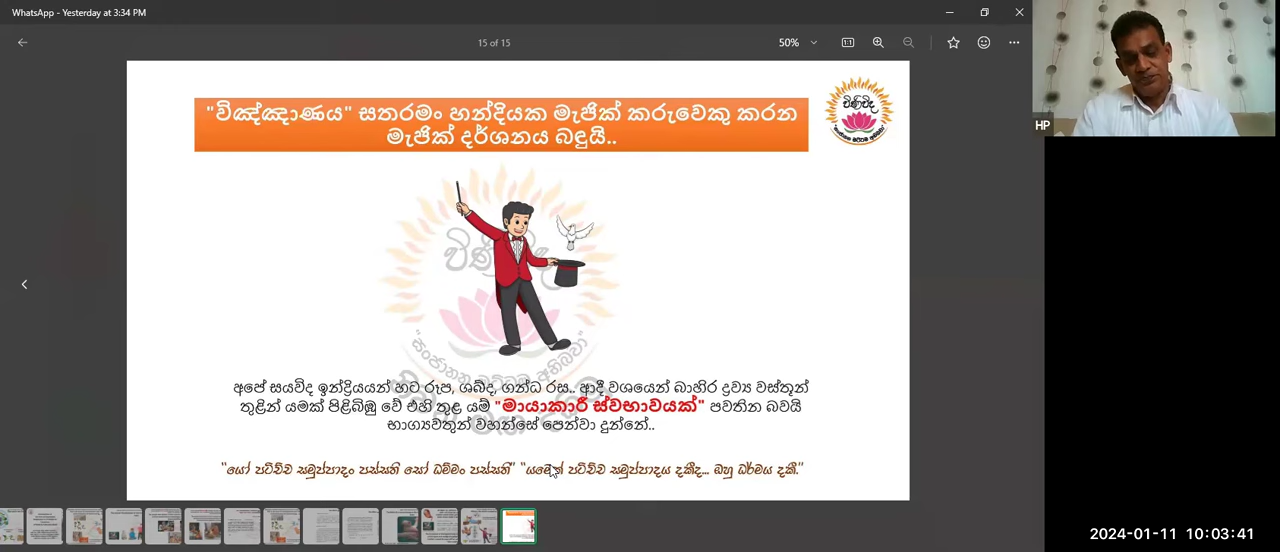 WhatsApp - Yesterday at 3:34 PM
15 of 15
50%
1:1
HP
"විඤ්ඤාණය" සතරමං හන්දියක මැජික් කරුවෙකු කරන
මැජික් දර්ශනය බඳුයි..
විණිවිද
විණිවිද
"සංජානන
අපේ සයවිද ඉන්ද්‍රියයන් හට රූප, ශබ්ද, ගන්ධ රස.. ආදී වශයෙන් බාහිර ද්‍රව්‍ය වස්තූන්
තුළින් යමක් පිළිබිඹු වේ එහි තුළ යම් "මායාකාරී ස්වභාවයක්" පවතින බවයි
භාග්‍යවතුන් වහන්සේ පෙන්වා දුන්නේ..
“යෝ පටිච්ච සමුප්පාදං පස්සති සෝ ධම්මං පස්සති” “යමෙක් පටිච්ච සමුප්පාදය දකීද... ඔහු ධර්මය දකී.”
2024-01-11 10:03:41